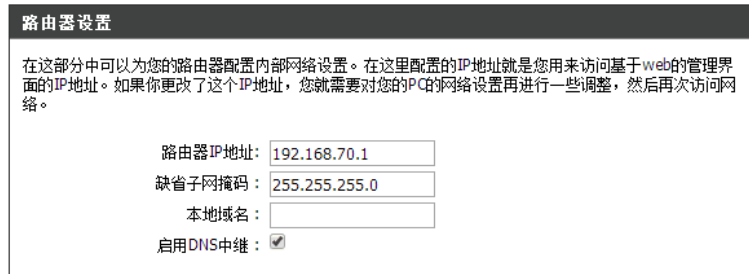 路由器设置
在这部分中可以为您的路由器配置内部网络设置。在这里配置的IP地址就是您用来访问基于web的管理界
面的IP地址。如果你更改了这个IP地址，您就需要对您的PC的网络设置再进行一些调整，然后再次访问网
络。
路由器IP地址: 192.168.70.1
缺省子网掩码： 255.255.255.0
本地域名：
启用DNS中继：